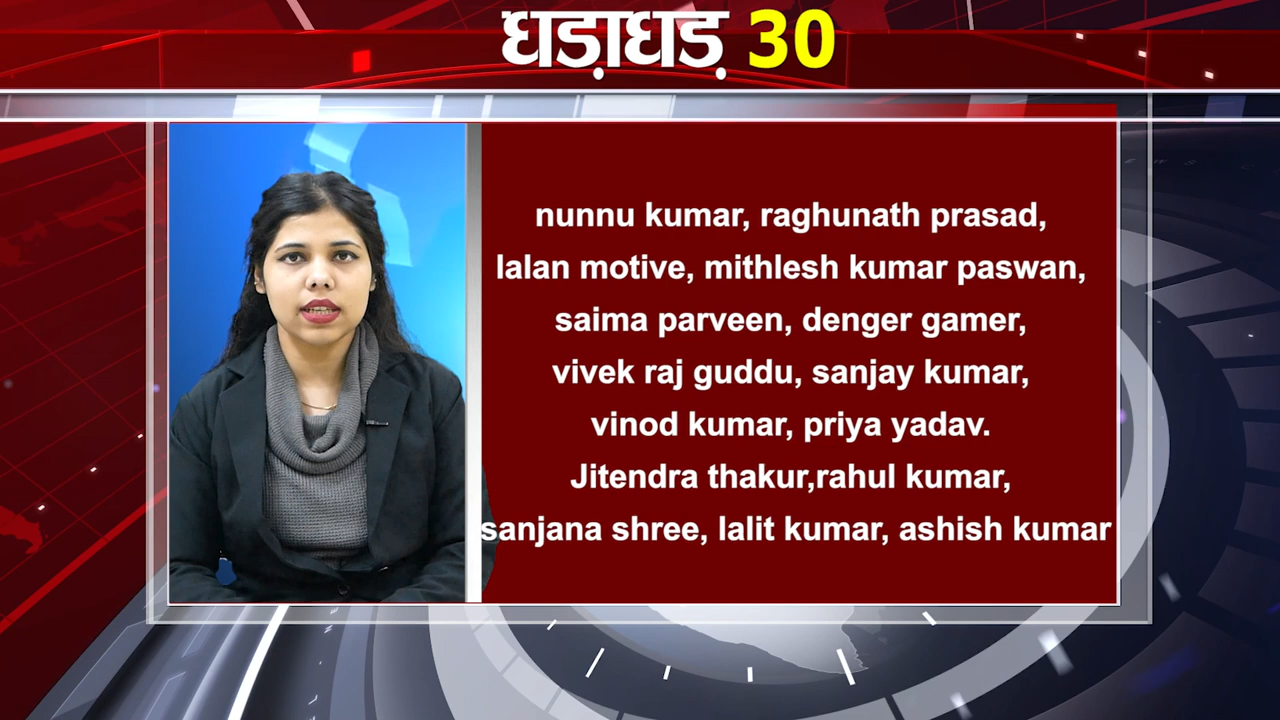 धड़ाधड़ 30
nunnu kumar, raghunath prasad,
lalan motive, mithlesh kumar paswan,
saima parveen, denger gamer,
vivek raj guddu, sanjay kumar,
vinod kumar, priya yadav.
Jitendra thakur,rahul kumar,
sanjana shree, lalit kumar, ashish kumar